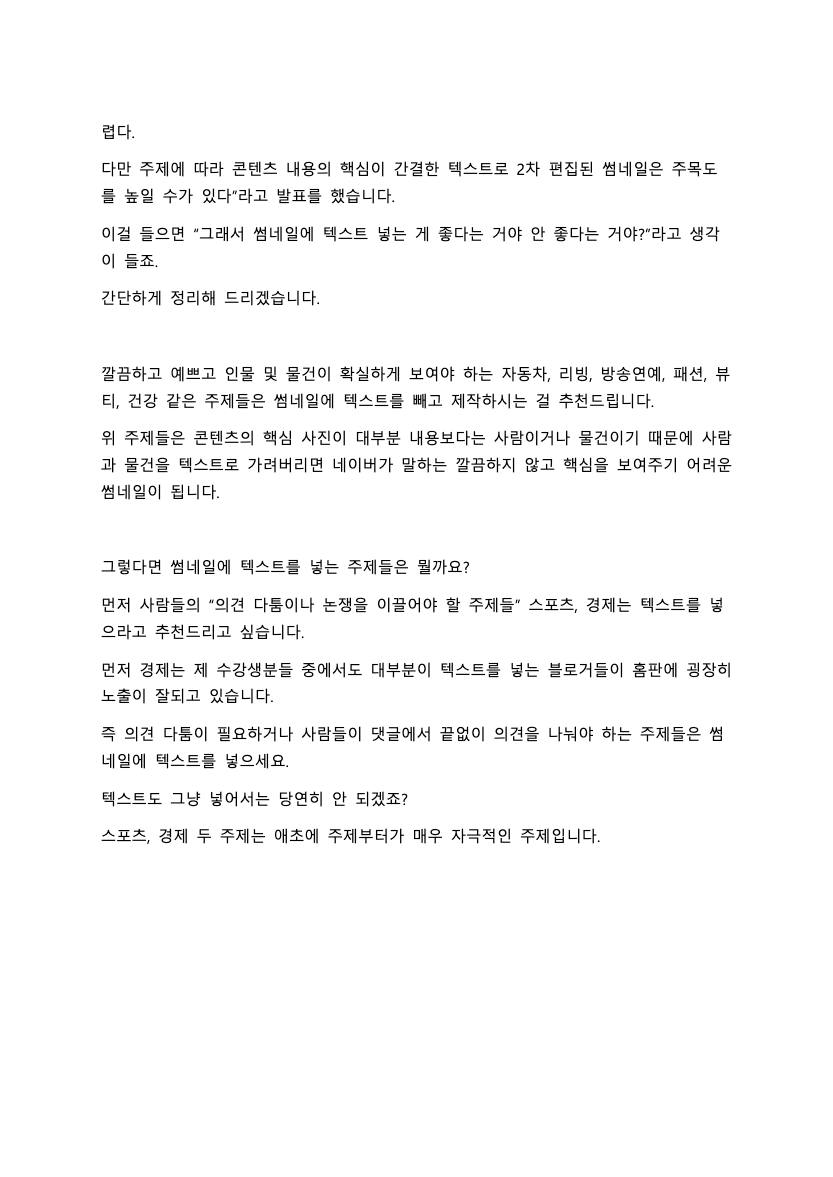 렵다.
다만 주제에 따라 콘텐츠 내용의 핵심이 간결한 텍스트로 2차 편집된 썸네일은 주목도
를 높일 수가 있다”라고 발표를 했습니다.
이걸 들으면 “그래서 썸네일에 텍스트 넣는 게 좋다는 거야 안 좋다는 거야?”라고 생각
이 들죠.
간단하게 정리해 드리겠습니다.
깔끔하고 예쁘고 인물 및 물건이 확실하게 보여야 하는 자동차, 리빙, 방송연예, 패션, 뷰
티, 건강 같은 주제들은 썸네일에 텍스트를 빼고 제작하시는 걸 추천드립니다.
위 주제들은 콘텐츠의 핵심 사진이 대부분 내용보다는 사람이거나 물건이기 때문에 사람
과 물건을 텍스트로 가려버리면 네이버가 말하는 깔끔하지 않고 핵심을 보여주기 어려운
썸네일이 됩니다.
그렇다면 썸네일에 텍스트를 넣는 주제들은 뭘까요?
먼저 사람들의 “의견 다툼이나 논쟁을 이끌어야 할 주제들” 스포츠, 경제는 텍스트를 넣
으라고 추천드리고 싶습니다.
먼저 경제는 제 수강생분들 중에서도 대부분이 텍스트를 넣는 블로거들이 홈판에 굉장히
노출이 잘되고 있습니다.
즉 의견 다툼이 필요하거나 사람들이 댓글에서 끝없이 의견을 나눠야 하는 주제들은 썸
네일에 텍스트를 넣으세요.
텍스트도 그냥 넣어서는 당연히 안 되겠죠?
스포츠, 경제 두 주제는 애초에 주제부터가 매우 자극적인 주제입니다.